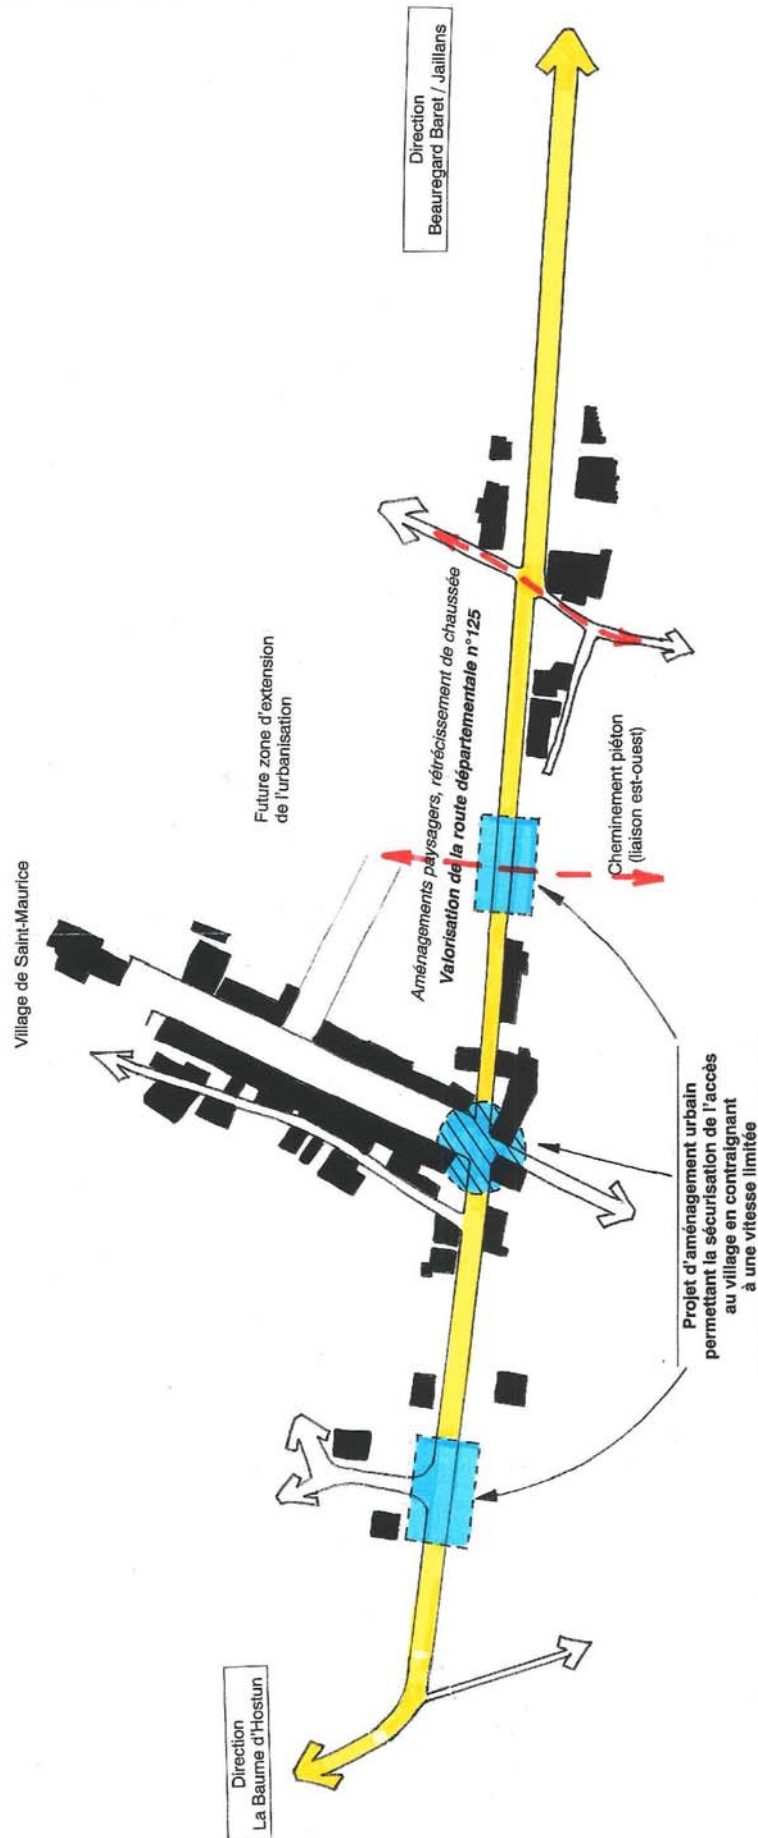 Village de Saint-Maurice
Future zone d'extension
de l'urbanisation
Direction
Beauregard Baret / Jaillans
Aménagements paysagers, rétrécissement de chaussée
Valorisation de la route départementale n°125
Cheminement piéton
(liaison est-ouest)
Direction
La Baume d'Hostun
Projet d'aménagement urbain
permettant la sécurisation de l'accès
au village en contraignant
à une vitesse limitée